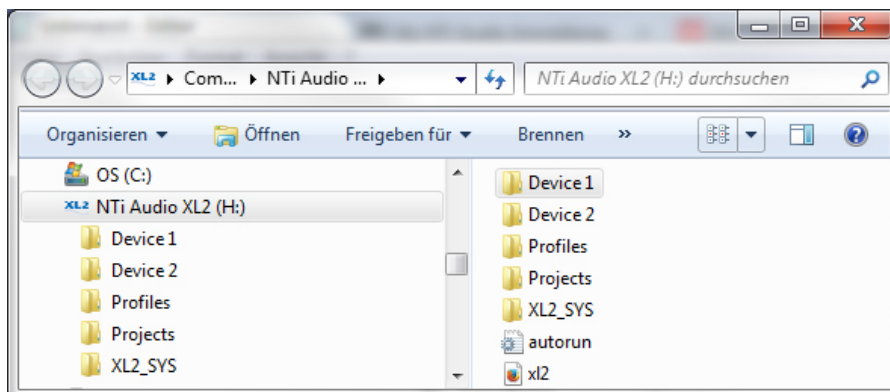 XL2 Com... NTi Audio ... NTi Audio XL2 (H:) durchsuchen
Organisieren Öffnen Freigeben für Brennen »
OS (C:)
XL2 NTi Audio XL2 (H:)
Device 1
Device 2
Profiles
Projects
XL2_SYS
Device 1
Device 2
Profiles
Projects
XL2_SYS
autorun
xl2